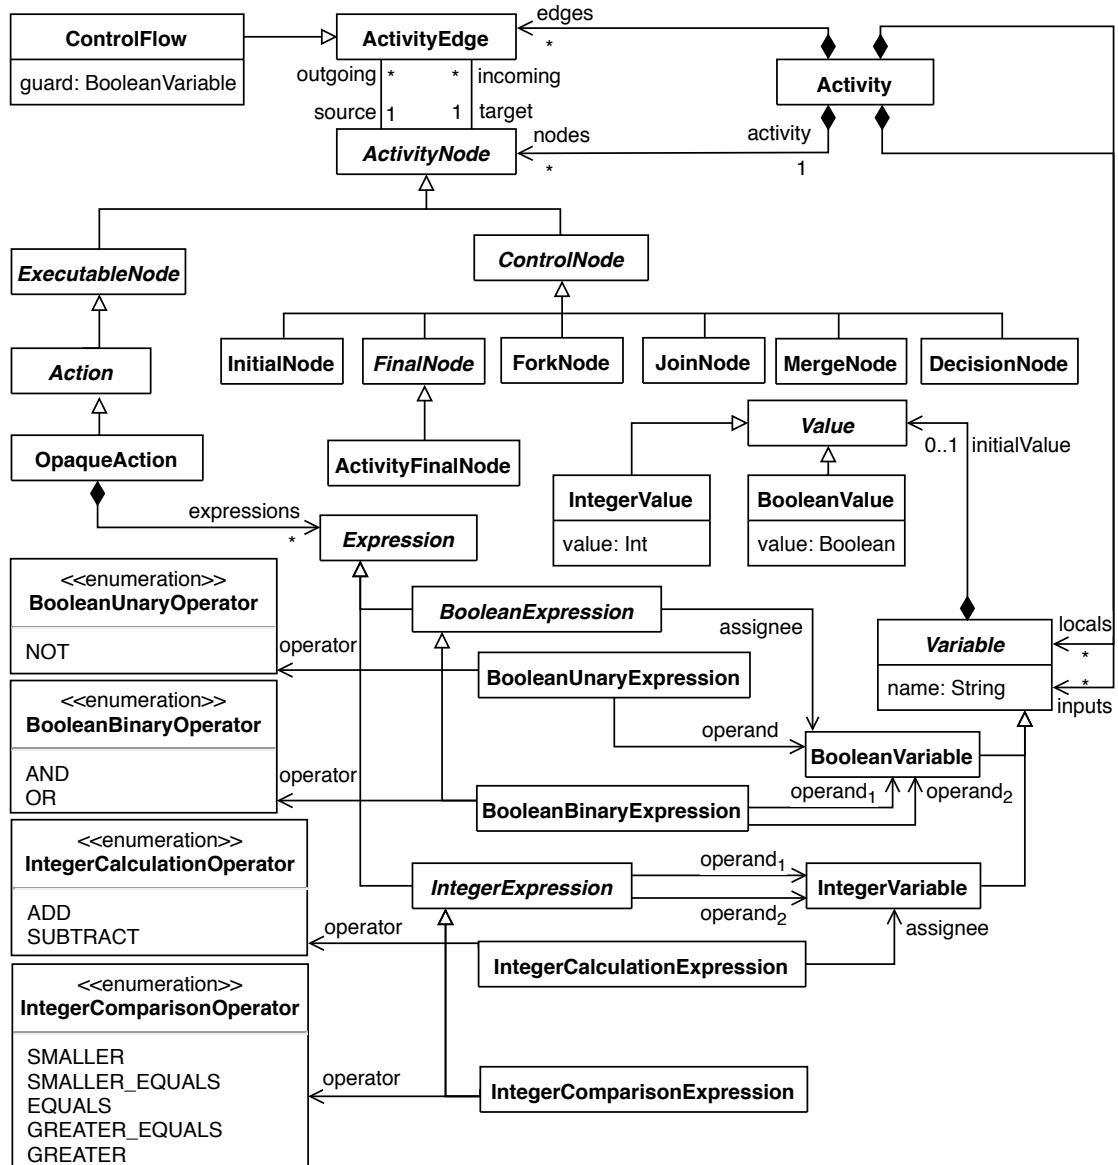 ControlFlow
guard: BooleanVariable
ActivityEdge
edges
*
Activity
outgoing * * incoming
source 1 1 target
ActivityNode
nodes
*
activity
1
ExecutableNode
ControlNode
Action
InitialNode
FinalNode
ForkNode
JoinNode
MergeNode
DecisionNode
OpaqueAction
ActivityFinalNode
Value
0..1 initialValue
IntegerValue
value: Int
BooleanValue
value: Boolean
expressions
*
Expression
<<enumeration>>
BooleanUnaryOperator
NOT
operator
BooleanExpression
assignee
BooleanUnaryExpression
operand
Variable
name: String
locals
*
*
inputs
<<enumeration>>
BooleanBinaryOperator
AND
OR
operator
BooleanBinaryExpression
BooleanVariable
operand1
operand2
<<enumeration>>
IntegerCalculationOperator
ADD
SUBTRACT
operator
IntegerExpression
operand1
operand2
IntegerVariable
assignee
IntegerCalculationExpression
<<enumeration>>
IntegerComparisonOperator
SMALLER
SMALLER_EQUALS
EQUALS
GREATER_EQUALS
GREATER
operator
IntegerComparisonExpression